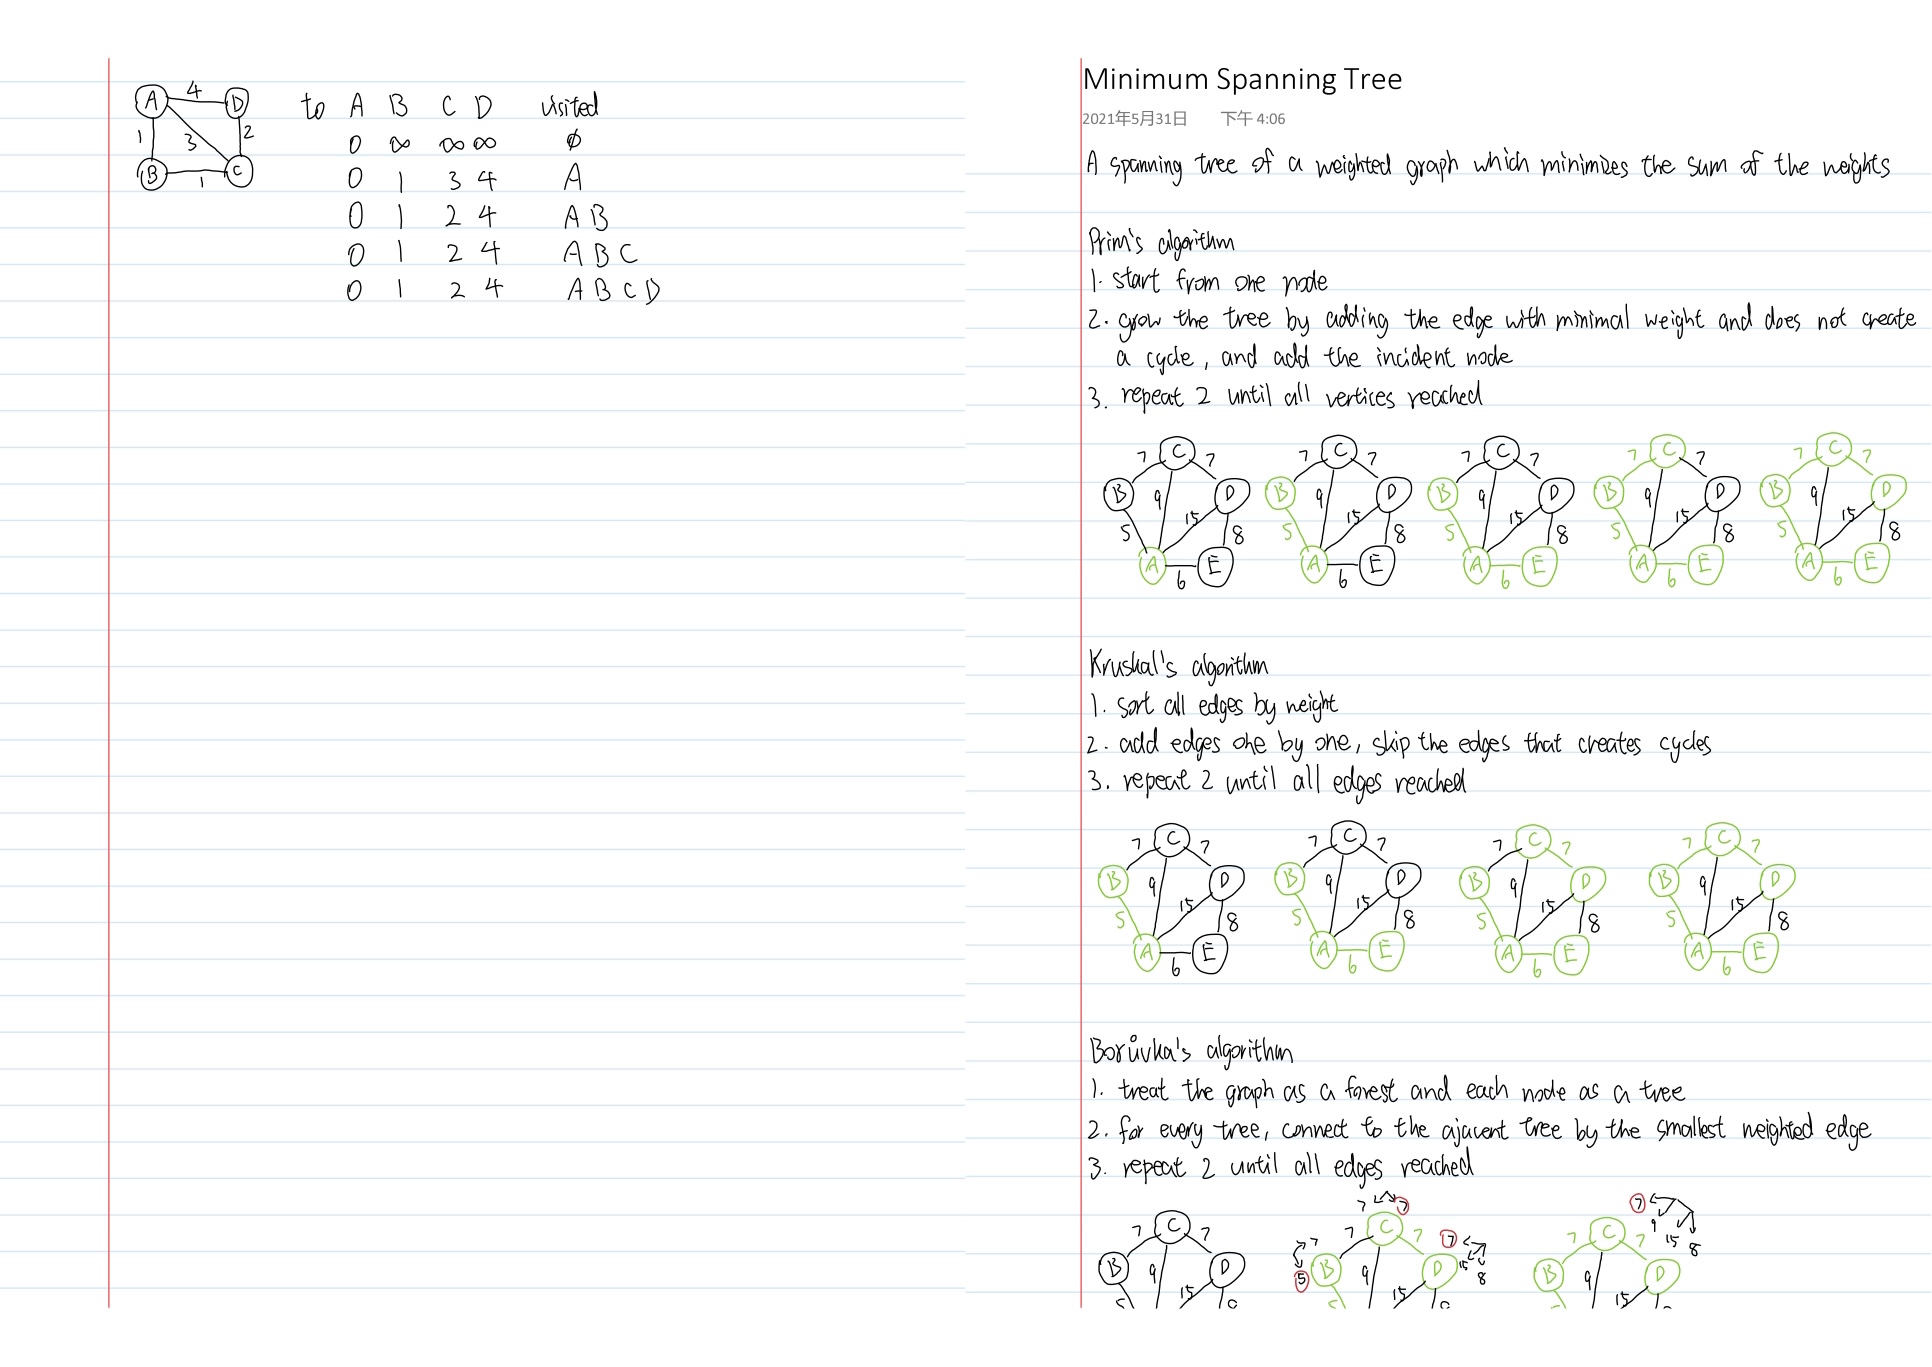 A 4 D
1 3 2
B 1 C
to A B C D visited
0 ∞ ∞ ∞ ∅
0 1 3 4 A
0 1 2 4 A B
0 1 2 4 A B C
0 1 2 4 A B C D
Minimum Spanning Tree
2021年5月31日 下午 4:06
A spanning tree of a weighted graph which minimizes the sum of the weights
Prim's algorithm
1. start from one node
2. grow the tree by adding the edge with minimal weight and does not create
a cycle, and add the incident node
3. repeat 2 until all vertices reached
7 C 7 7 C 7 7 C 7 7 C 7 7 C 7
B 9 D B 9 D B 9 D B 9 D B 9 D
5 15 8 5 15 8 5 15 8 5 15 8 5 15 8
A 6 E A 6 E A 6 E A 6 E A 6 E
Kruskal's algorithm
1. sort all edges by weight
2. add edges one by one, skip the edges that creates cycles
3. repeat 2 until all edges reached
7 C 7 7 C 7 7 C 7 7 C 7
B 9 D B 9 D B 9 D B 9 D
5 15 8 5 15 8 5 15 8 5 15 8
A 6 E A 6 E A 6 E A 6 E
Borůvka's algorithm
1. treat the graph as a forest and each node as a tree
2. for every tree, connect to the ajacent tree by the smallest weighted edge
3. repeat 2 until all edges reached
7 7 7 9 15 8
7 C 7 7 C 7 7 C 7
7 7 15 8
B 9 D 5 B 9 D B 9 D
15 15 15